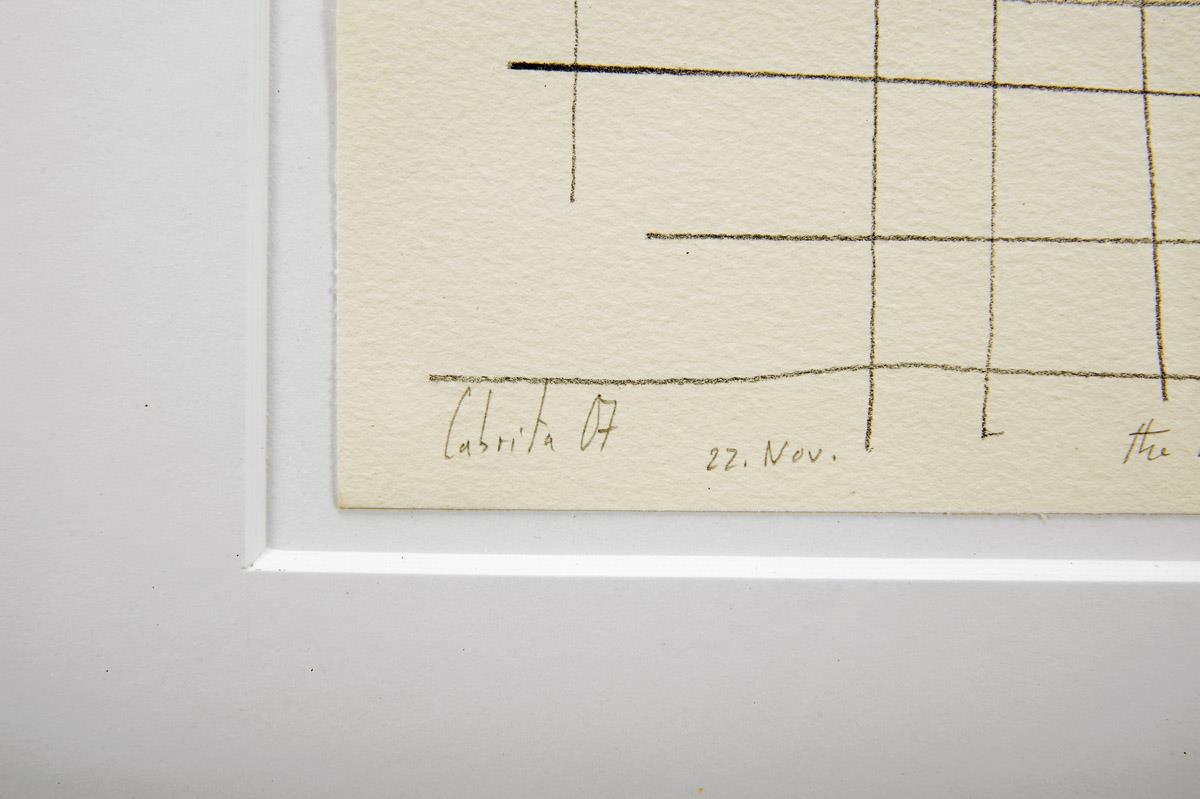 Cabrita 07 22. Nov. the